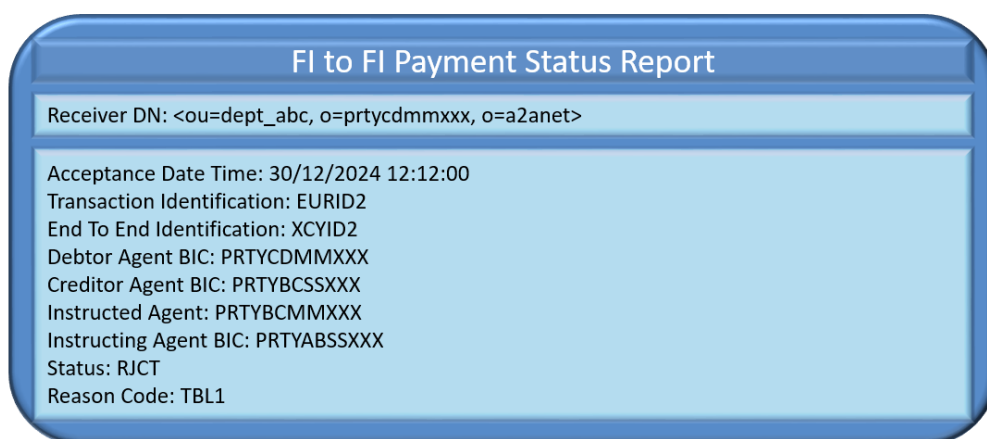 FI to FI Payment Status Report
Receiver DN: <ou=dept_abc, o=prtycdmmxxx, o=a2anet>
Acceptance Date Time: 30/12/2024 12:12:00
Transaction Identification: EURID2
End To End Identification: XCYID2
Debtor Agent BIC: PRTYCDMMXXX
Creditor Agent BIC: PRTYBCSSXXX
Instructed Agent: PRTYBCMMXXX
Instructing Agent BIC: PRTYABSSXXX
Status: RJCT
Reason Code: TBL1